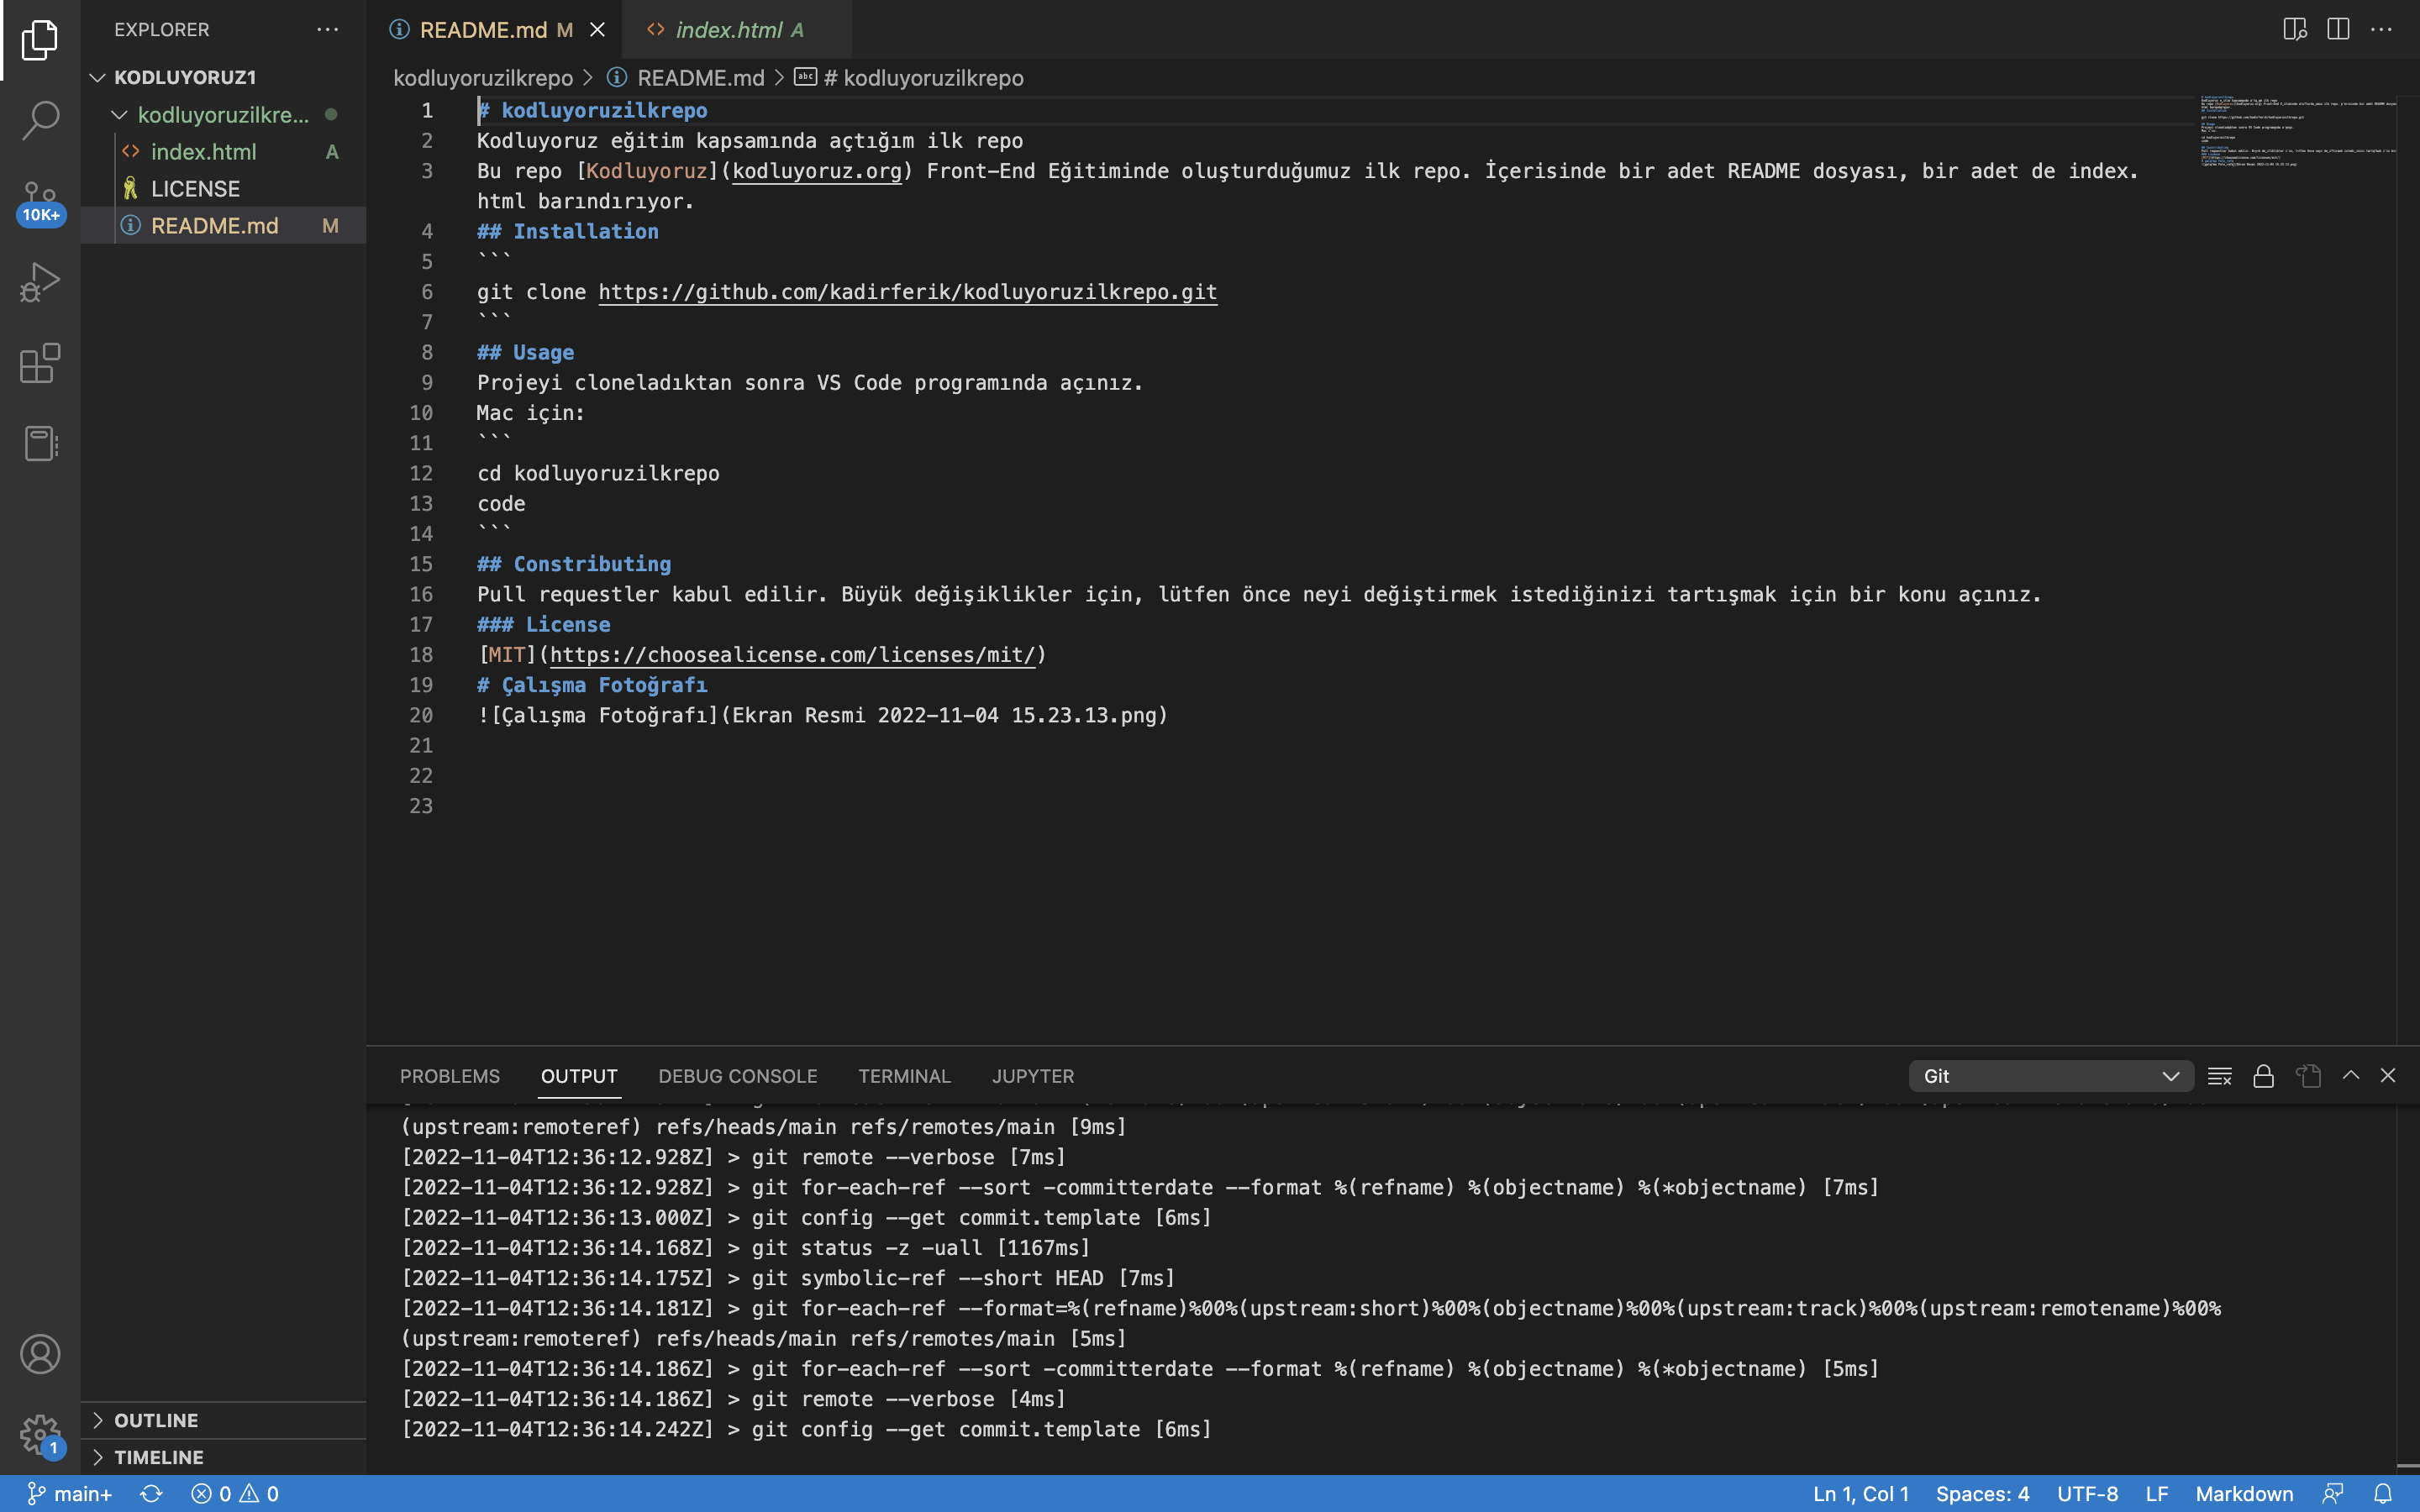 EXPLORER
KODLUYORUZ1
kodluyoruzilkre...
index.html A
LICENSE
README.md M
10K+
OUTLINE
TIMELINE
1
README.md M
index.html A
kodluyoruzilkrepo > README.md > # kodluyoruzilkrepo
1 # kodluyoruzilkrepo
2 Kodluyoruz eğitim kapsamında açtığım ilk repo
3 Bu repo [Kodluyoruz](kodluyoruz.org) Front-End Eğitiminde oluşturduğumuz ilk repo. İçerisinde bir adet README dosyası, bir adet de index.
html barındırıyor.
4 ## Installation
5 ```
6 git clone https://github.com/kadirferik/kodluyoruzilkrepo.git
7 ```
8 ## Usage
9 Projeyi cloneladıktan sonra VS Code programında açınız.
10 Mac için:
11 ```
12 cd kodluyoruzilkrepo
13 code
14 ```
15 ## Constributing
16 Pull requestler kabul edilir. Büyük değişiklikler için, lütfen önce neyi değiştirmek istediğinizi tartışmak için bir konu açınız.
17 ### License
18 [MIT](https://choosealicense.com/licenses/mit/)
19 # Çalışma Fotoğrafı
20 ![Çalışma Fotoğrafı](Ekran Resmi 2022-11-04 15.23.13.png)
21
22
23
PROBLEMS OUTPUT DEBUG CONSOLE TERMINAL JUPYTER Git
(upstream:remoteref) refs/heads/main refs/remotes/main [9ms]
[2022-11-04T12:36:12.928Z] > git remote --verbose [7ms]
[2022-11-04T12:36:12.928Z] > git for-each-ref --sort -committerdate --format %(refname) %(objectname) %(*objectname) [7ms]
[2022-11-04T12:36:13.000Z] > git config --get commit.template [6ms]
[2022-11-04T12:36:14.168Z] > git status -z -uall [1167ms]
[2022-11-04T12:36:14.175Z] > git symbolic-ref --short HEAD [7ms]
[2022-11-04T12:36:14.181Z] > git for-each-ref --format=%(refname)%00%(upstream:short)%00%(objectname)%00%(upstream:track)%00%(upstream:remotename)%00%
(upstream:remoteref) refs/heads/main refs/remotes/main [5ms]
[2022-11-04T12:36:14.186Z] > git for-each-ref --sort -committerdate --format %(refname) %(objectname) %(*objectname) [5ms]
[2022-11-04T12:36:14.186Z] > git remote --verbose [4ms]
[2022-11-04T12:36:14.242Z] > git config --get commit.template [6ms]
main+ 0 0 Ln 1, Col 1 Spaces: 4 UTF-8 LF Markdown